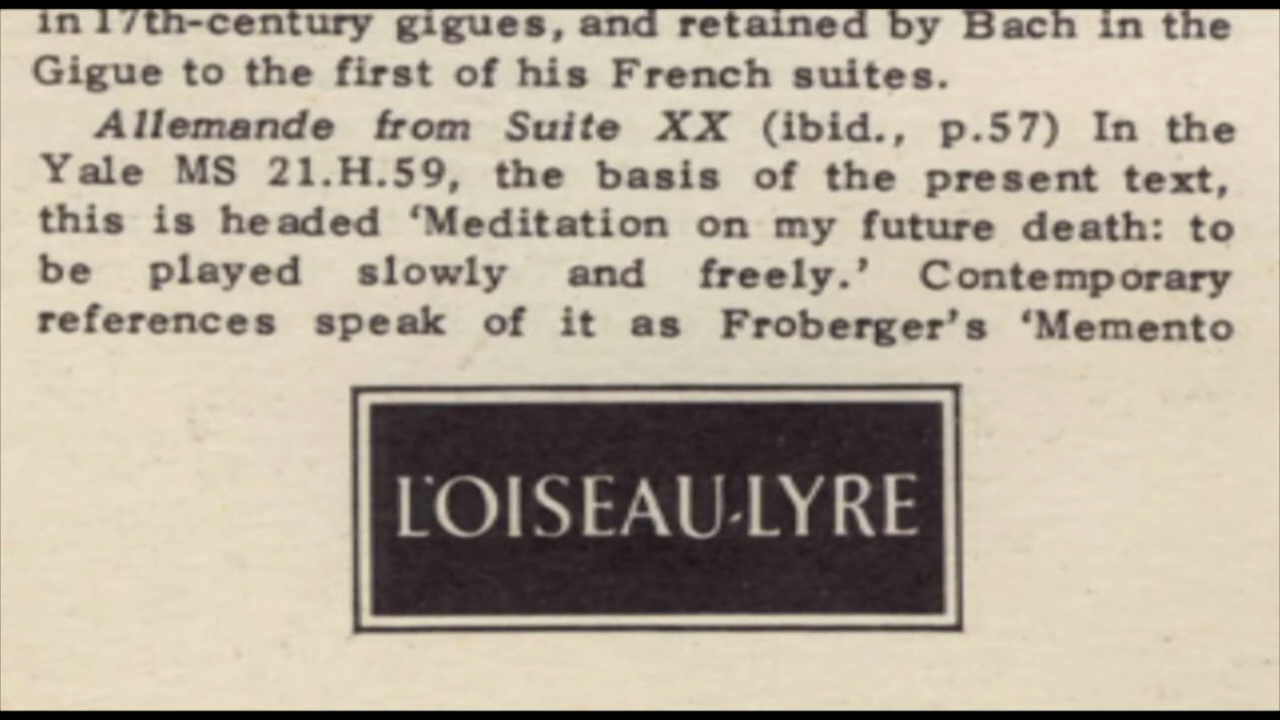 in 17th-century gigues, and retained by Bach in the
Gigue to the first of his French suites.
Allemande from Suite XX (ibid., p.57) In the
Yale MS 21.H.59, the basis of the present text,
this is headed ‘Meditation on my future death: to
be played slowly and freely.’ Contemporary
references speak of it as Froberger’s ‘Memento
L'OISEAU-LYRE